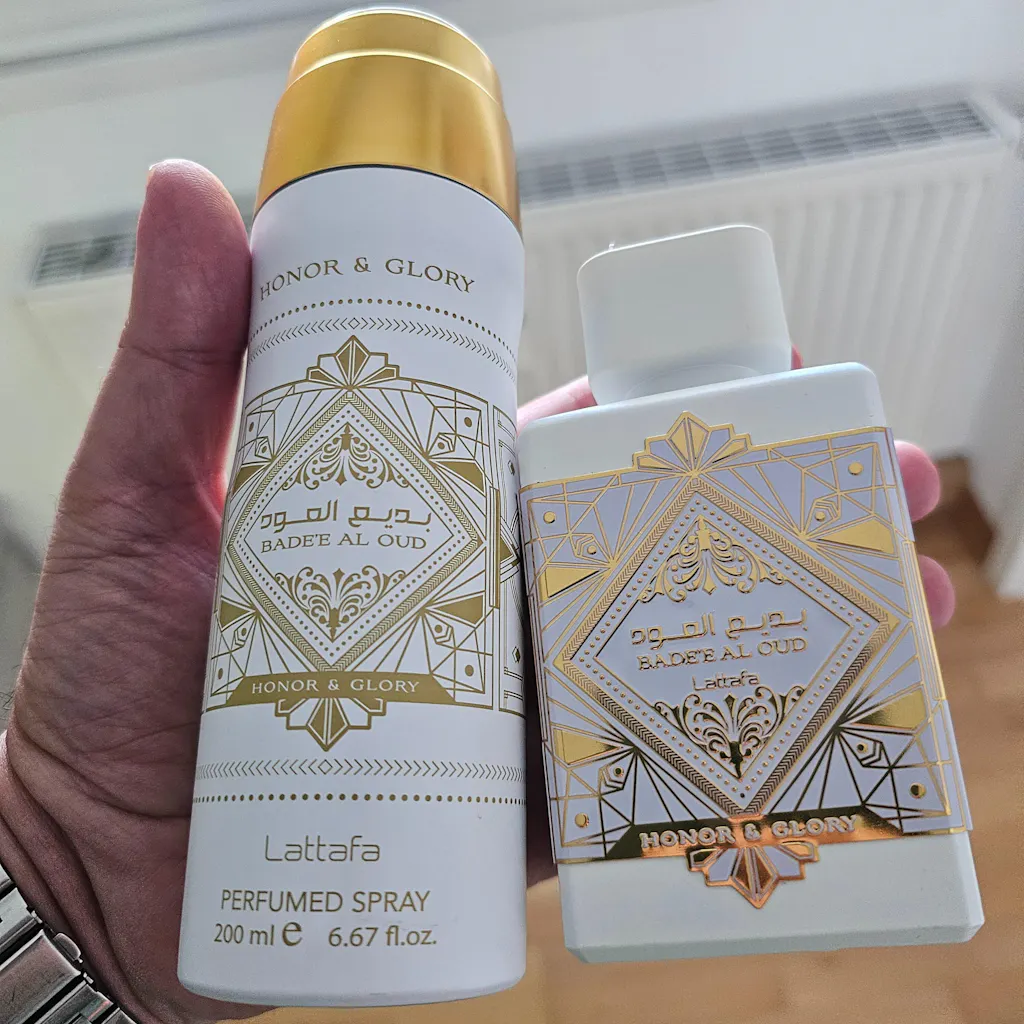 HONOR & GLORY
بديع العود
BADE'E AL OUD
HONOR & GLORY
Lattafa
PERFUMED SPRAY
200 ml e 6.67 fl.oz.
بديع العود
BADE'E AL OUD
Lattafa
HONOR & GLORY